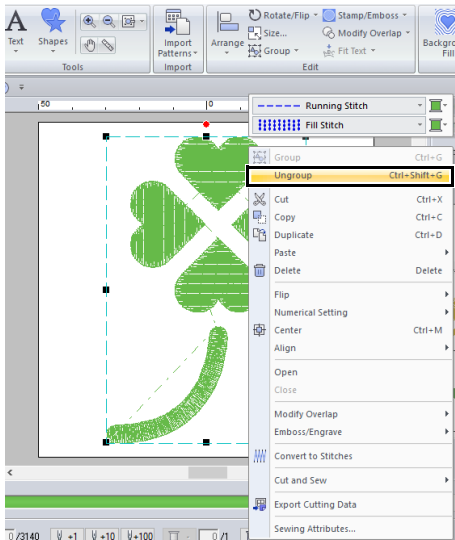 A
Text
Shapes
Tools
Import
Patterns
Import
Arrange
Rotate/Flip
Size...
Group
Stamp/Emboss
Modify Overlap
Fit Text
Edit
Backgro
Fill
50
0
Running Stitch
Fill Stitch
Group Ctrl+G
Ungroup Ctrl+Shift+G
Cut Ctrl+X
Copy Ctrl+C
Duplicate Ctrl+D
Paste
Delete Delete
Flip
Numerical Setting
Center Ctrl+M
Align
Open
Close
Modify Overlap
Emboss/Engrave
Convert to Stitches
Cut and Sew
Export Cutting Data
Sewing Attributes...
0 /3140 +1 +10 +100 0 /1